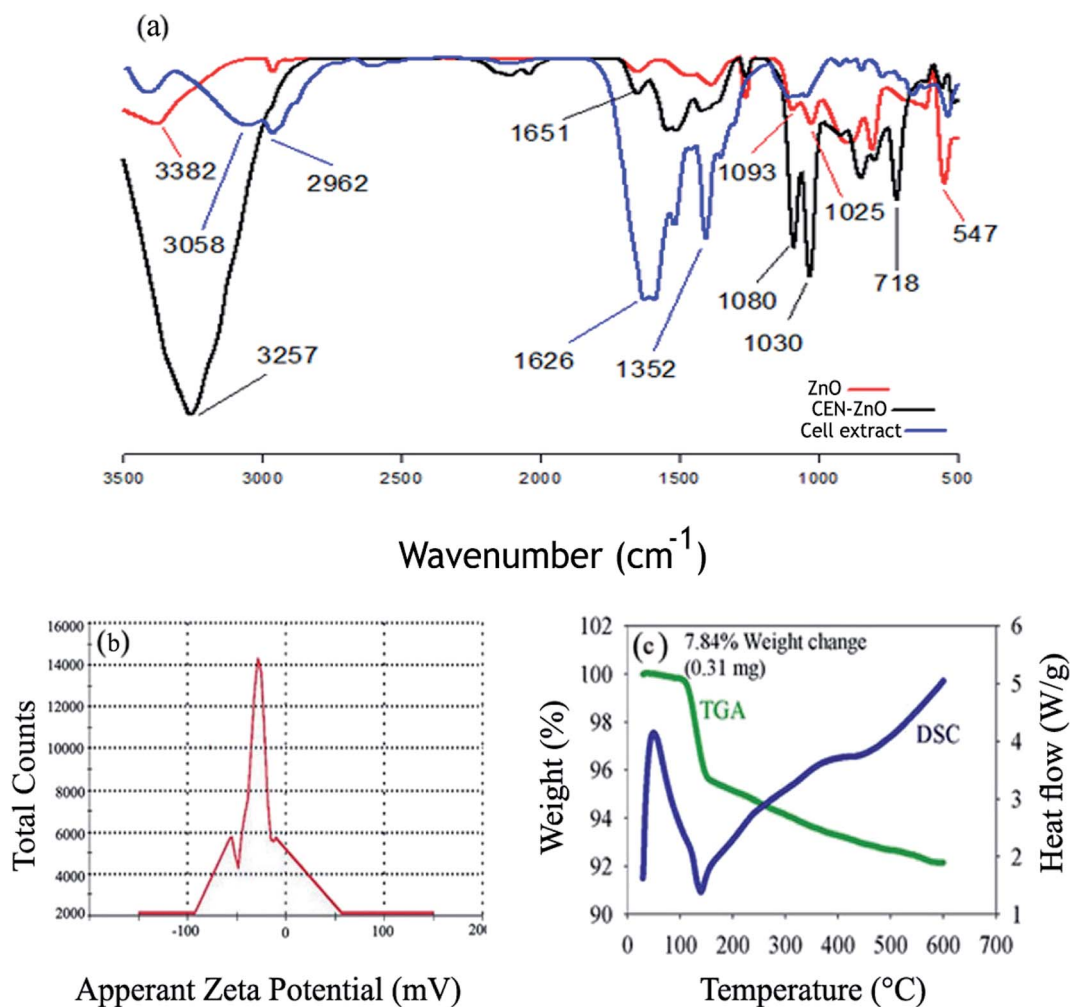 (a)
3382
3058
2962
3257
1651
1626
1352
1093
1025
1080
1030
718
547
ZnO
CEN-ZnO
Cell extract
3500 3000 2000 1500 1000 500
Wavenumber (cm⁻¹)
(b)
Total Counts
16000
14000
12000
10000
8000
6000
4000
2000
-100 0 100 200
Apperant Zeta Potential (mV)
(c)
7.84% Weight change
(0.31 mg)
TGA
DSC
Weight (%)
102
100
98
96
94
92
90
Heat flow (W/g)
6
5
4
3
2
1
0 100 200 300 400 500 600 700
Temperature (°C)